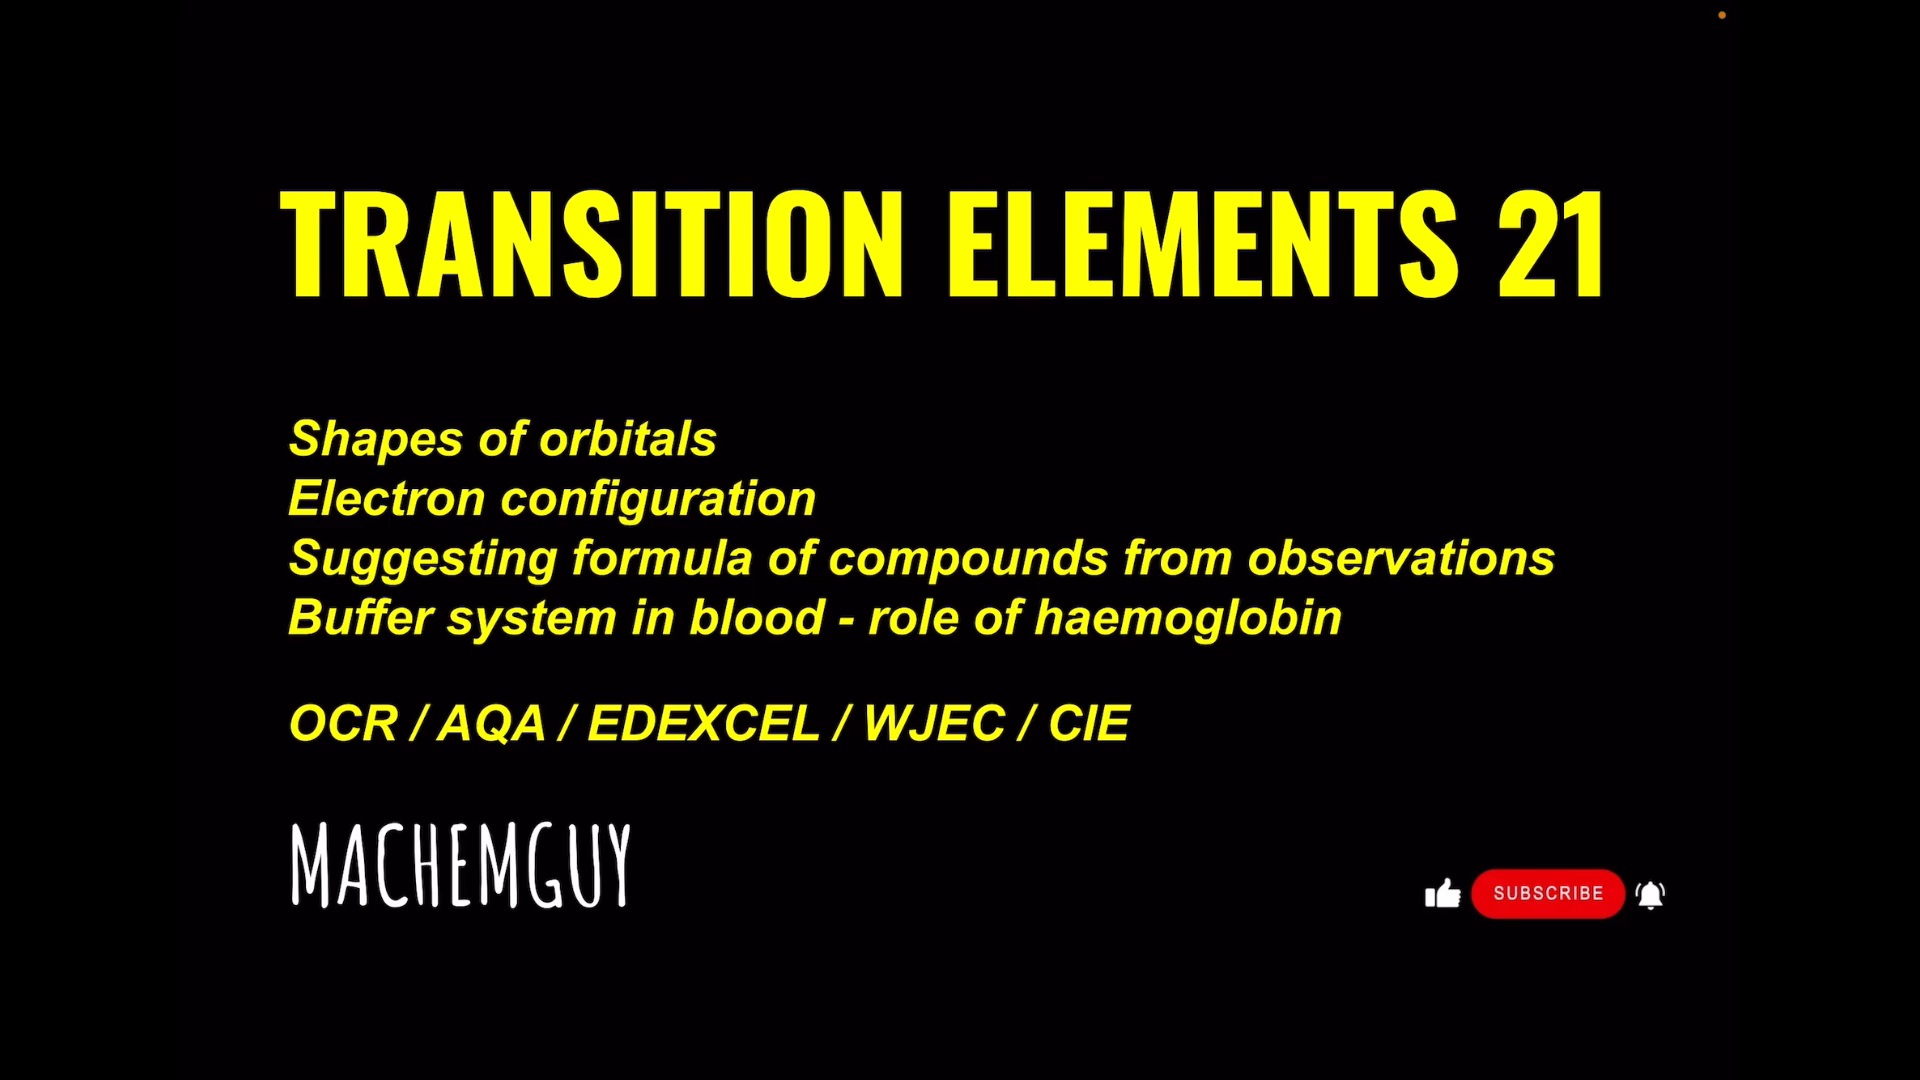 TRANSITION ELEMENTS 21
Shapes of orbitals
Electron configuration
Suggesting formula of compounds from observations
Buffer system in blood - role of haemoglobin
OCR / AQA / EDEXCEL / WJEC / CIE
MACHEMGUY
SUBSCRIBE